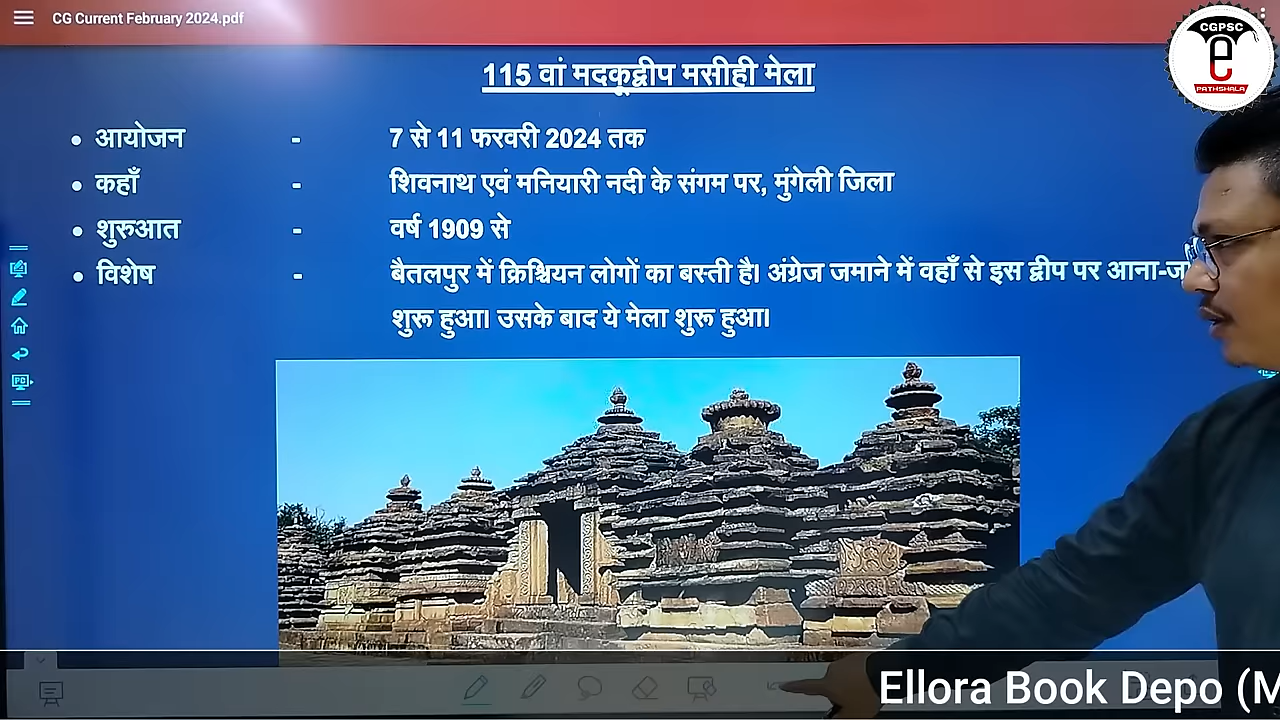 CG Current February 2024.pdf
CGPSC
e
PATHSHALA
115 वां मदकूद्वीप मसीही मेला
• आयोजन - 7 से 11 फरवरी 2024 तक
• कहाँ - शिवनाथ एवं मनियारी नदी के संगम पर, मुंगेली जिला
• शुरुआत - वर्ष 1909 से
• विशेष - बैतलपुर में क्रिश्चियन लोगों का बस्ती है। अंग्रेज जमाने में वहाँ से इस द्वीप पर
शुरू हुआ। उसके बाद ये मेला शुरू हुआ।
PC
Ellora Book Depo (M